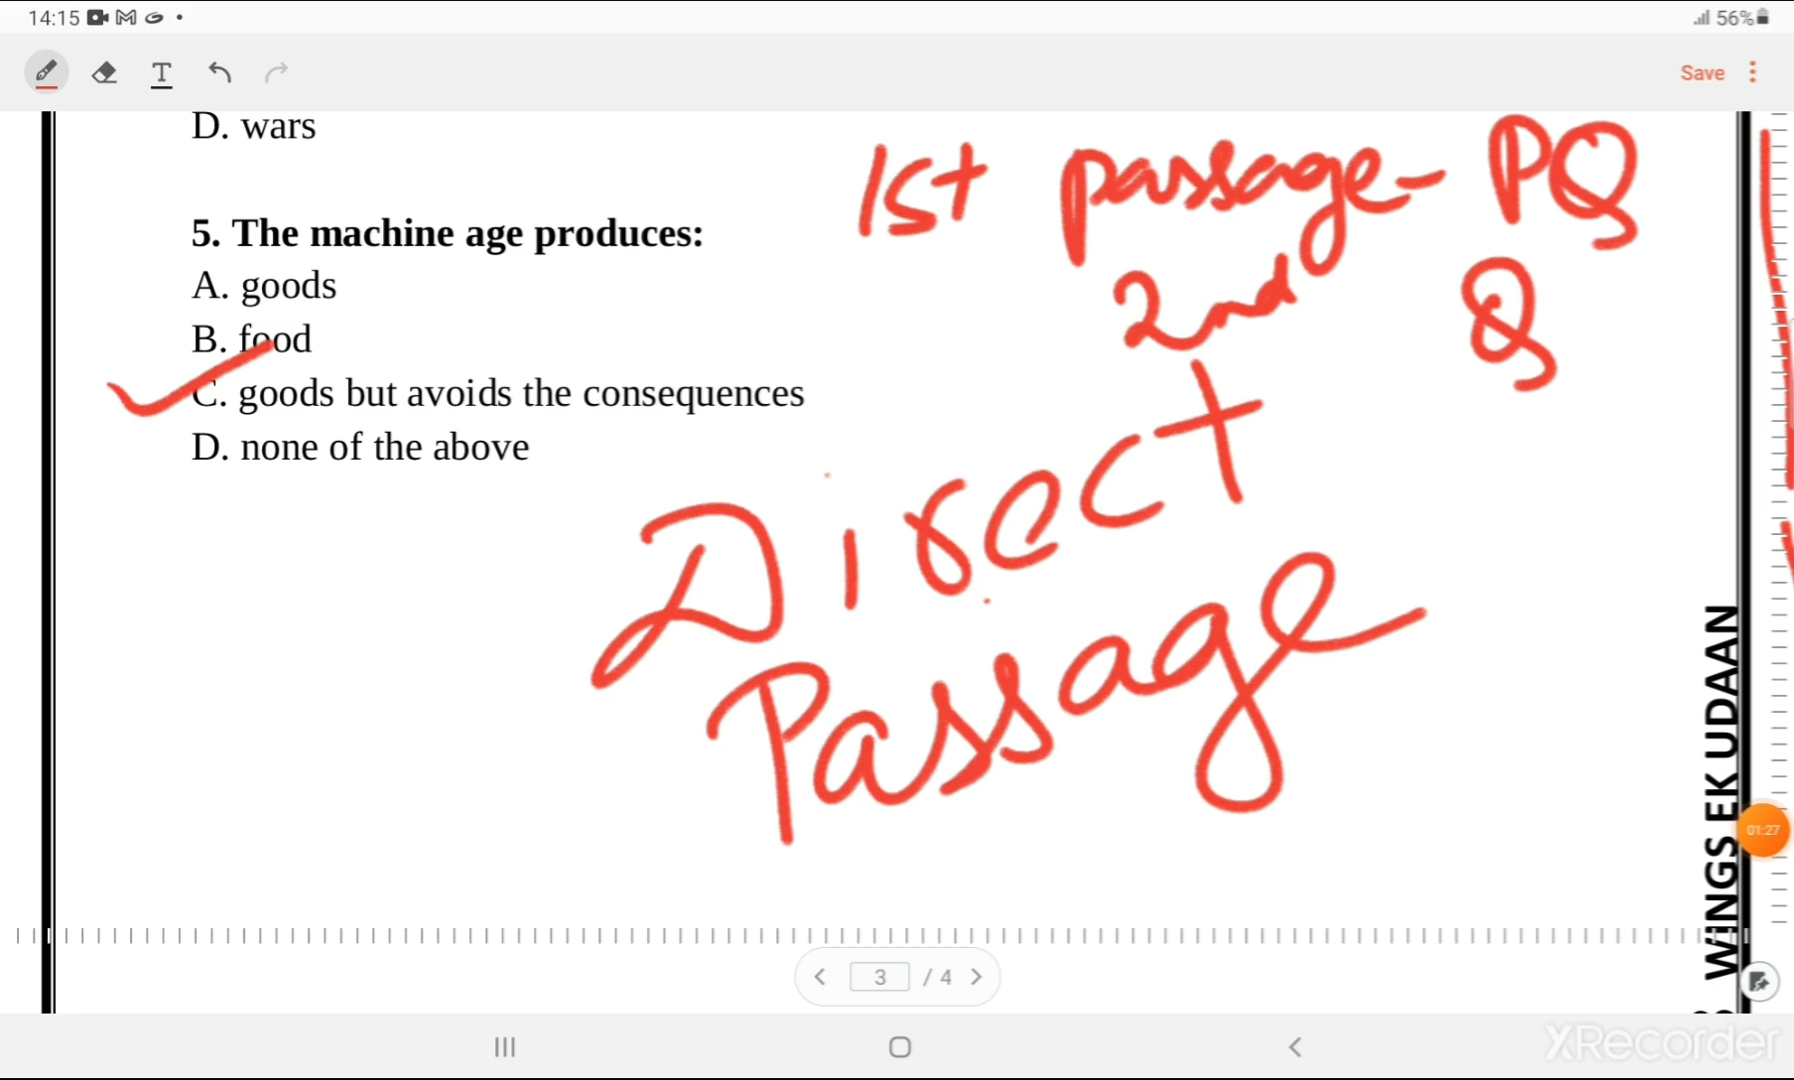 14:15
56%
Save
D. wars
1st passage - PQ
5. The machine age produces:
2nd Q
A. goods
B. food
C. goods but avoids the consequences
D. none of the above
Direct
Passage
WINGS EK UDAAN
01:27
3 / 4
XRecorder